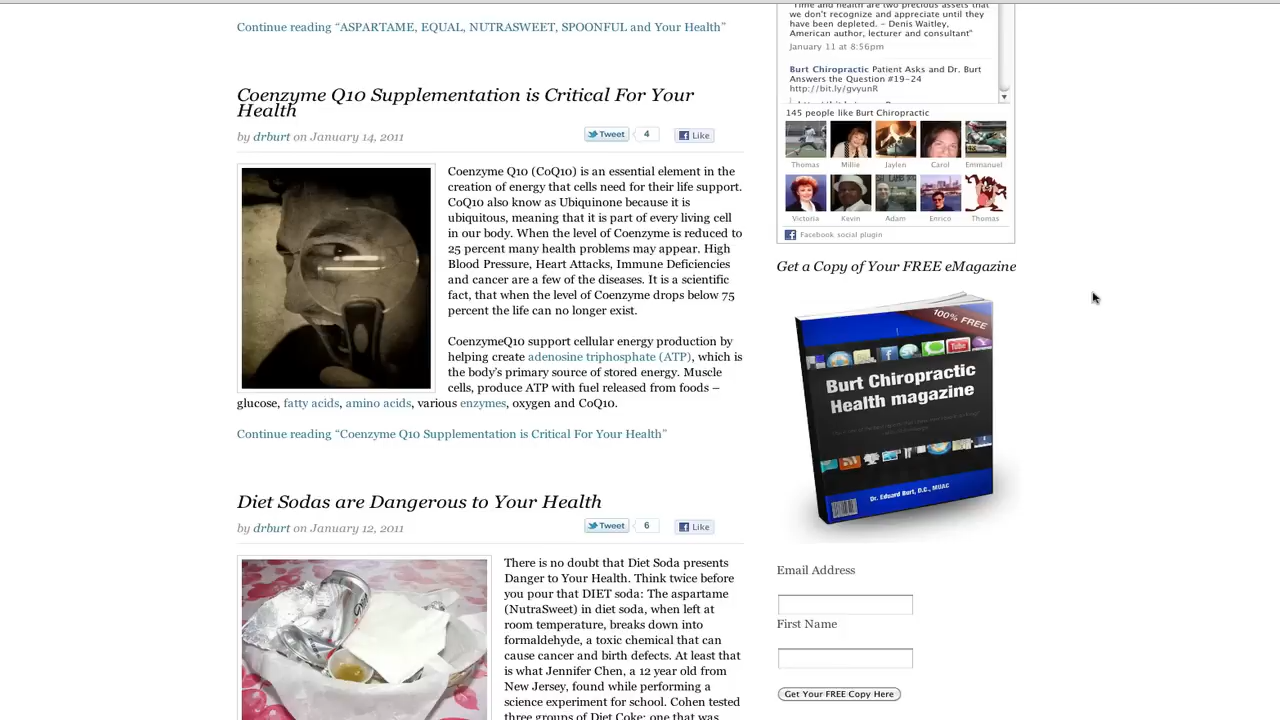 Continue reading “ASPARTAME, EQUAL, NUTRASWEET, SPOONFUL and Your Health”
Coenzyme Q10 Supplementation is Critical For Your
Health
by drburt on January 14, 2011
Tweet
4
Like
Coenzyme Q10 (CoQ10) is an essential element in the
creation of energy that cells need for their life support.
CoQ10 also know as Ubiquinone because it is
ubiquitous, meaning that it is part of every living cell
in our body. When the level of Coenzyme is reduced to
25 percent many health problems may appear. High
Blood Pressure, Heart Attacks, Immune Deficiencies
and cancer are a few of the diseases. It is a scientific
fact, that when the level of Coenzyme drops below 75
percent the life can no longer exist.
CoenzymeQ10 support cellular energy production by
helping create adenosine triphosphate (ATP), which is
the body’s primary source of stored energy. Muscle
cells, produce ATP with fuel released from foods –
glucose, fatty acids, amino acids, various enzymes, oxygen and CoQ10.
Continue reading “Coenzyme Q10 Supplementation is Critical For Your Health”
Diet Sodas are Dangerous to Your Health
by drburt on January 12, 2011
Tweet
6
Like
There is no doubt that Diet Soda presents
Danger to Your Health. Think twice before
you pour that DIET soda: The aspartame
(NutraSweet) in diet soda, when left at
room temperature, breaks down into
formaldehyde, a toxic chemical that can
cause cancer and birth defects. At least that
is what Jennifer Chen, a 12 year old from
New Jersey, found while performing a
science experiment for school. Cohen tested
three groups of Diet Coke: one that was
"Time and health are two precious assets that
we don't recognize and appreciate until they
have been depleted. - Denis Waitley,
American author, lecturer and consultant"
January 11 at 8:56pm
Burt Chiropractic Patient Asks and Dr. Burt
Answers the Question #19-24
http://bit.ly/gvyunR
145 people like Burt Chiropractic
Thomas
Millie
Jaylen
Carol
Emmanuel
Victoria
Kevin
Adam
Enrico
Thomas
Facebook social plugin
Get a Copy of Your FREE eMagazine
100% FREE
You Tube
Burt Chiropractic
Health magazine
Dr. Edward Burt, D.C., MUAC
Email Address
First Name
Get Your FREE Copy Here